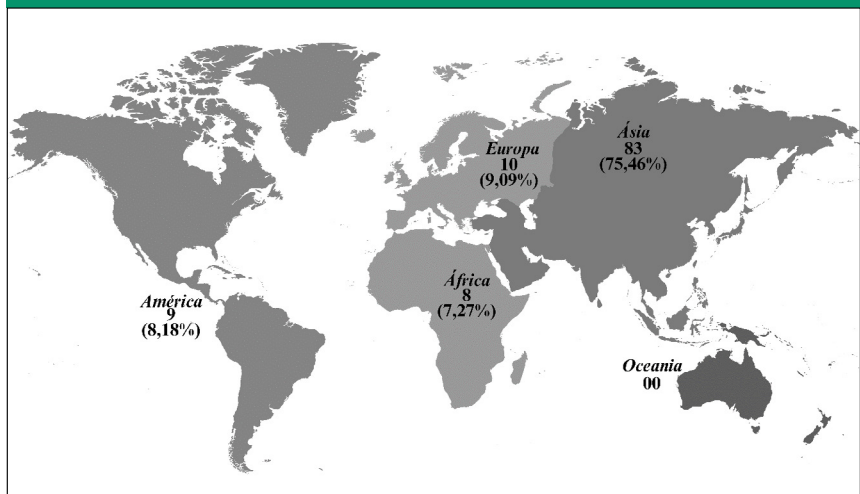 Ásia
83
(75,46%)
Europa
10
(9,09%)
África
8
(7,27%)
América
9
(8,18%)
Oceania
00